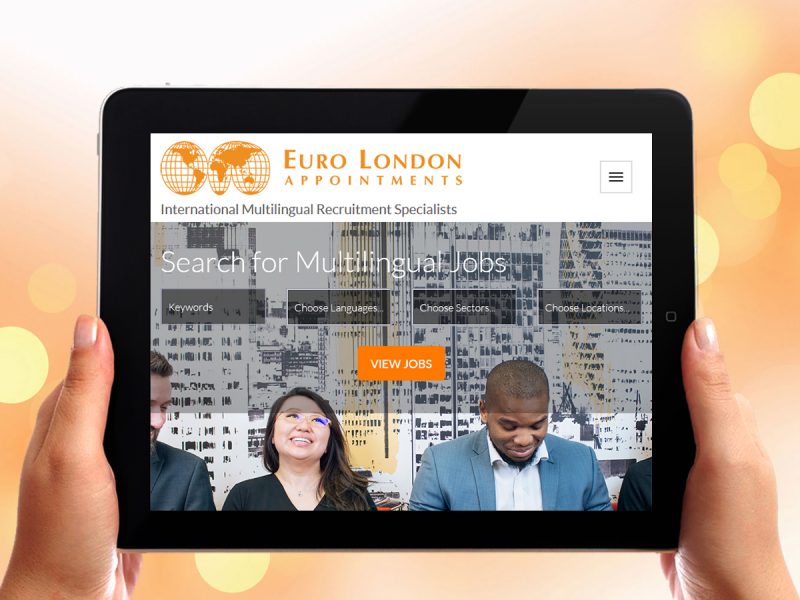 EURO LONDON
APPOINTMENTS
International Multilingual Recruitment Specialists
Search for Multilingual Jobs
Keywords
Choose Languages...
Choose Sectors...
Choose Locations...
VIEW JOBS